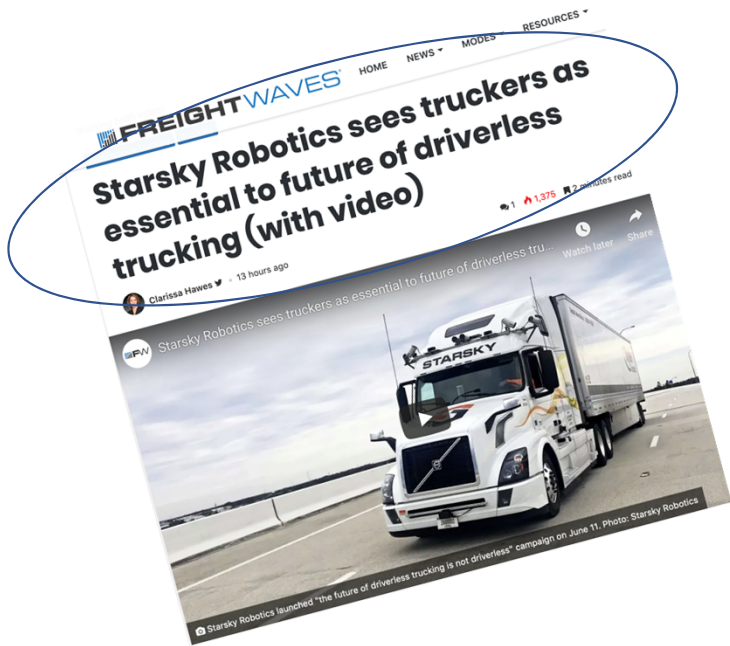 FREIGHTWAVES HOME NEWS MODES RESOURCES
Starsky Robotics sees truckers as
essential to future of driverless
trucking (with video)
Clarissa Hawes · 13 hours ago 1 1,375 2 minutes read
FW Starsky Robotics sees truckers as essential to future of driverless tru... Watch later Share
STARSKY
Starsky Robotics launched "the future of driverless trucking is not driverless" campaign on June 11. Photo: Starsky Robotics